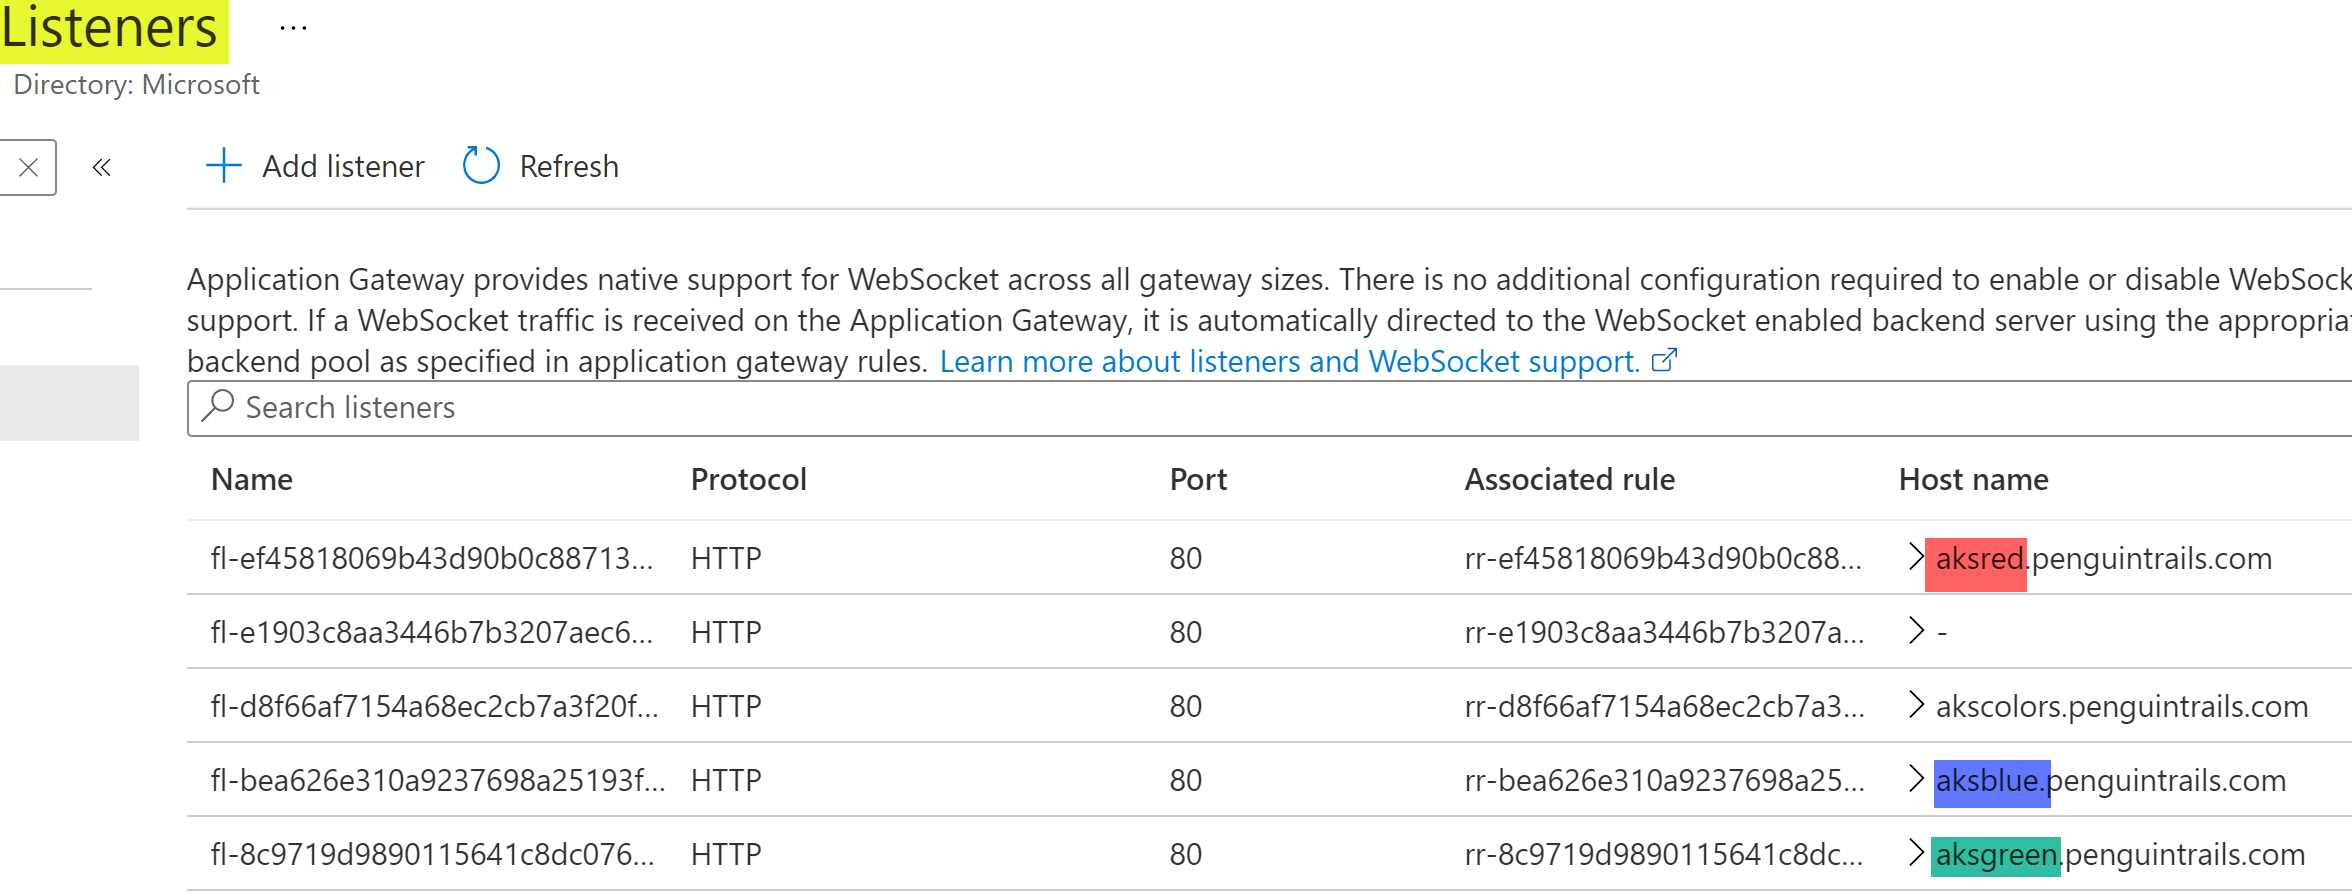 Listeners ...
Directory: Microsoft
Add listener Refresh
Application Gateway provides native support for WebSocket across all gateway sizes. There is no additional configuration required to enable or disable WebSock
support. If a WebSocket traffic is received on the Application Gateway, it is automatically directed to the WebSocket enabled backend server using the appropriat
backend pool as specified in application gateway rules. Learn more about listeners and WebSocket support.
Search listeners
Name Protocol Port Associated rule Host name
fl-ef45818069b43d90b0c88713... HTTP 80 rr-ef45818069b43d90b0c88... aksred.penguintrails.com
fl-e1903c8aa3446b7b3207aec6... HTTP 80 rr-e1903c8aa3446b7b3207a... -
fl-d8f66af7154a68ec2cb7a3f20f... HTTP 80 rr-d8f66af7154a68ec2cb7a3... akscolors.penguintrails.com
fl-bea626e310a9237698a25193f... HTTP 80 rr-bea626e310a9237698a25... aksblue.penguintrails.com
fl-8c9719d9890115641c8dc076... HTTP 80 rr-8c9719d9890115641c8dc... aksgreen.penguintrails.com